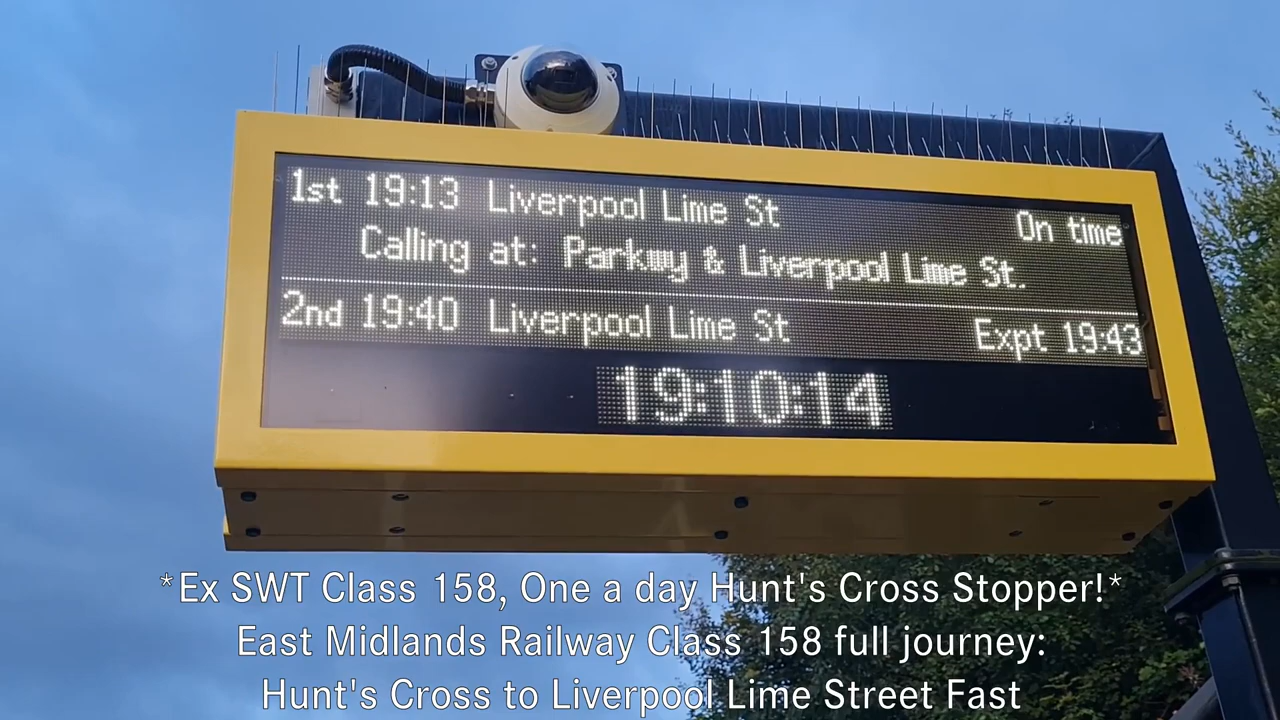 1st 19:13 Liverpool Lime St On time
Calling at: Parkway & Liverpool Lime St.
2nd 19:40 Liverpool Lime St Expt 19:43
19:10:14
*Ex SWT Class 158, One a day Hunt's Cross Stopper!*
East Midlands Railway Class 158 full journey:
Hunt's Cross to Liverpool Lime Street Fast